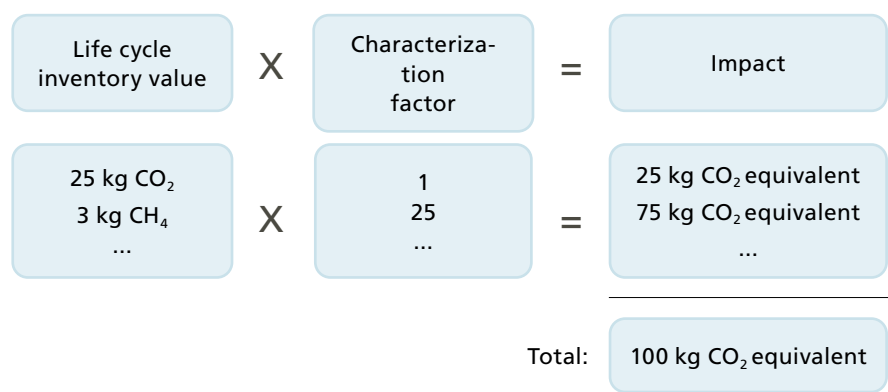 Life cycle
inventory value
X
Characteriza-
tion
factor
=
Impact
25 kg CO₂
3 kg CH₄
...
X
1
25
...
=
25 kg CO₂ equivalent
75 kg CO₂ equivalent
...
Total:
100 kg CO₂ equivalent